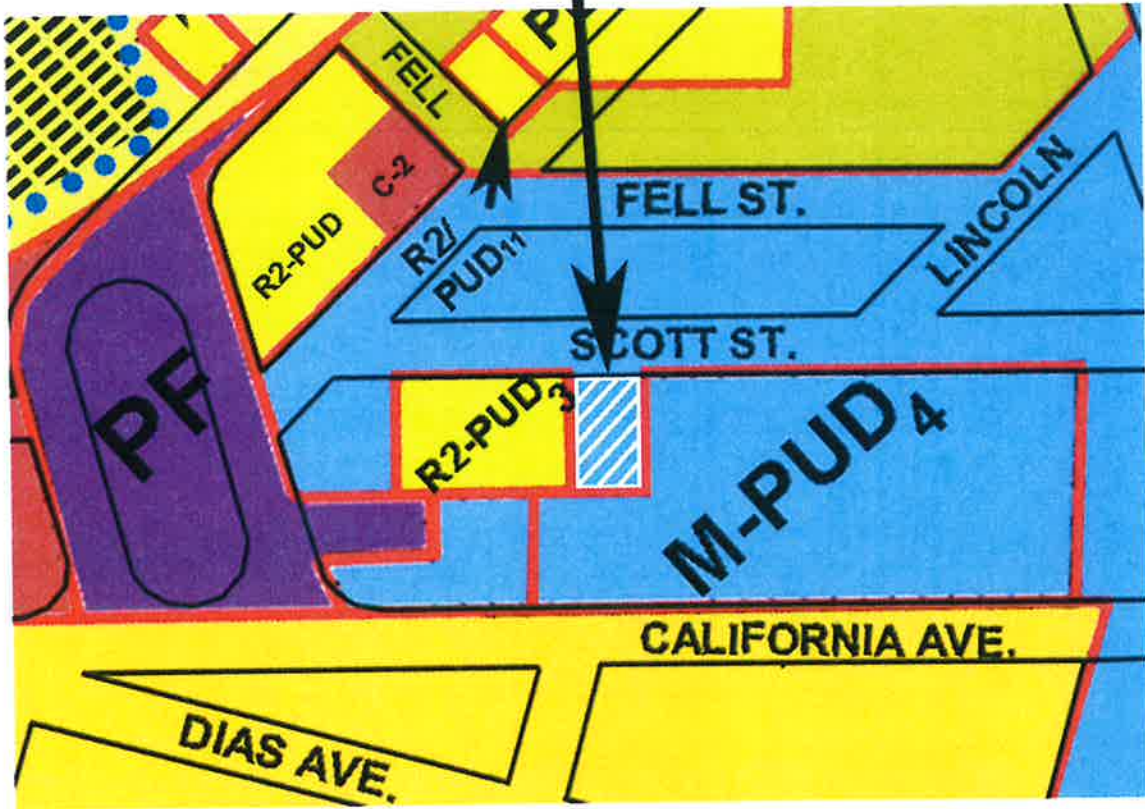 FELL
C-2
FELL ST.
LINCOLN
R2-PUD
R2/
PUD11
SCOTT ST.
PF
R2-PUD3
M-PUD4
CALIFORNIA AVE.
DIAS AVE.